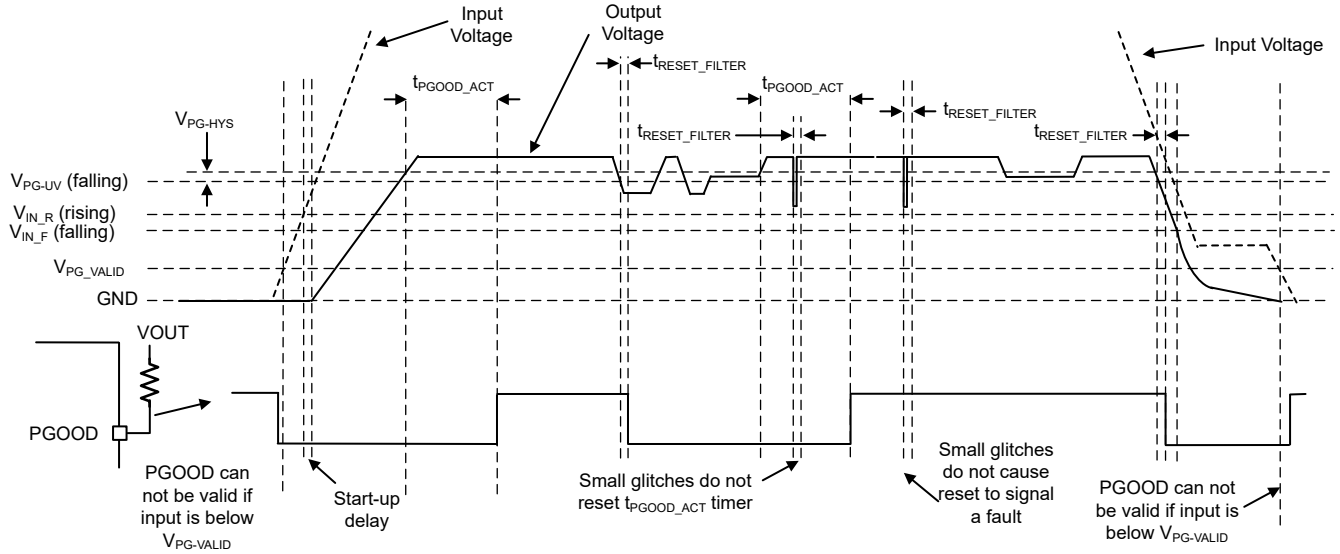 Input
Voltage
Output
Voltage
Input Voltage
tRESET_FILTER
tPGOOD_ACT
tPGOOD_ACT
tRESET_FILTER
tRESET_FILTER
tRESET_FILTER
VPG-HYS
VPG-UV (falling)
VIN_R (rising)
VIN_F (falling)
VPG_VALID
GND
VOUT
PGOOD
PGOOD can
not be valid if
input is below
VPG-VALID
Start-up
delay
Small glitches do not
reset tPGOOD_ACT timer
Small glitches
do not cause
reset to signal
a fault
PGOOD can not
be valid if input is
below VPG-VALID